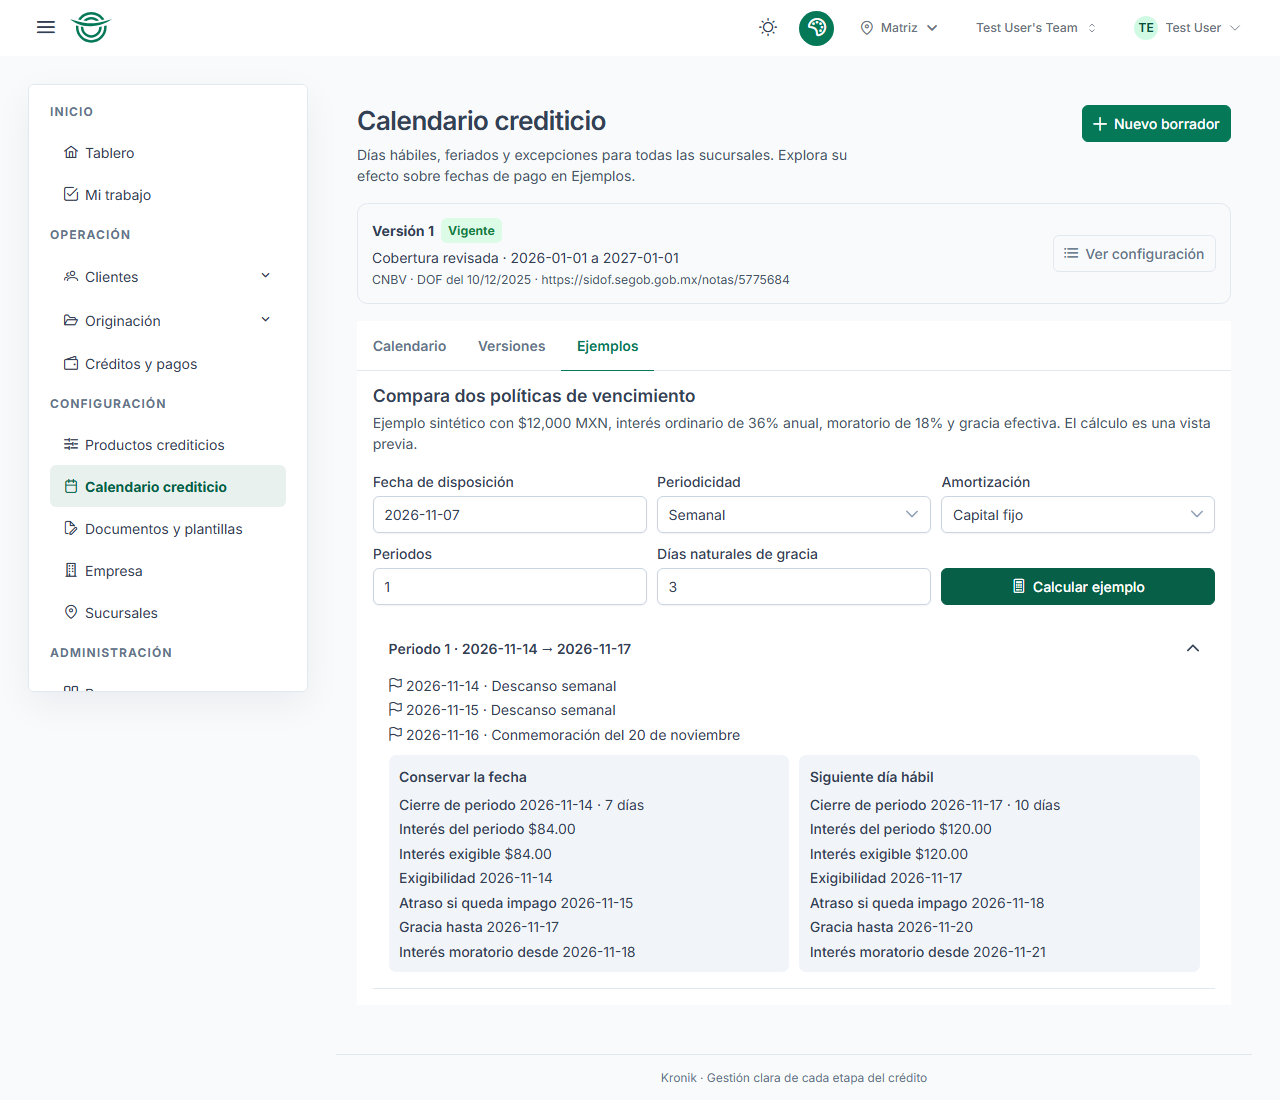 Matriz
Test User's Team
TE
Test User
INICIO
Tablero
Mi trabajo
OPERACIÓN
Clientes
Originación
Créditos y pagos
CONFIGURACIÓN
Productos crediticios
Calendario crediticio
Documentos y plantillas
Empresa
Sucursales
ADMINISTRACIÓN
Calendario crediticio
Nuevo borrador
Días hábiles, feriados y excepciones para todas las sucursales. Explora su
efecto sobre fechas de pago en Ejemplos.
Versión 1 Vigente
Cobertura revisada · 2026-01-01 a 2027-01-01
CNBV · DOF del 10/12/2025 · https://sidof.segob.gob.mx/notas/5775684
Ver configuración
Calendario
Versiones
Ejemplos
Compara dos políticas de vencimiento
Ejemplo sintético con $12,000 MXN, interés ordinario de 36% anual, moratorio de 18% y gracia efectiva. El cálculo es una vista
previa.
Fecha de disposición
Periodicidad
Amortización
2026-11-07
Semanal
Capital fijo
Periodos
Días naturales de gracia
1
3
Calcular ejemplo
Periodo 1 · 2026-11-14 → 2026-11-17
2026-11-14 · Descanso semanal
2026-11-15 · Descanso semanal
2026-11-16 · Conmemoración del 20 de noviembre
Conservar la fecha
Cierre de periodo 2026-11-14 · 7 días
Interés del periodo $84.00
Interés exigible $84.00
Exigibilidad 2026-11-14
Atraso si queda impago 2026-11-15
Gracia hasta 2026-11-17
Interés moratorio desde 2026-11-18
Siguiente día hábil
Cierre de periodo 2026-11-17 · 10 días
Interés del periodo $120.00
Interés exigible $120.00
Exigibilidad 2026-11-17
Atraso si queda impago 2026-11-18
Gracia hasta 2026-11-20
Interés moratorio desde 2026-11-21
Kronik · Gestión clara de cada etapa del crédito